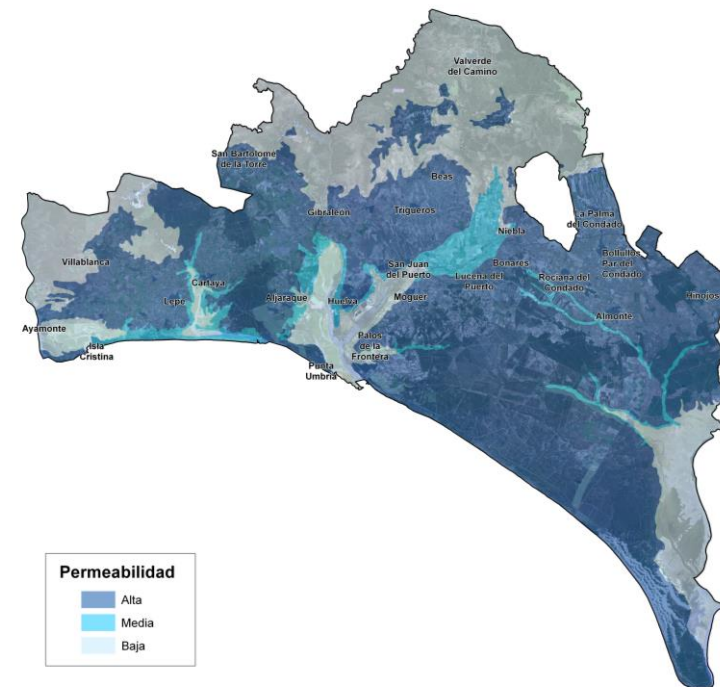 Valverde
del Camino
San Bartolomé
de la Torre
Beas
Gibraleón
Trigueros
La Palma
del Condado
Niebla
Villablanca
San Juan
del Puerto
Bonares
Bollullos
Par del
Condado
Cartaya
Lucena del
Puerto
Rociana del
Condado
Hinojos
Lepe
Aljaraque
Huelva
Moguer
Almonte
Ayamonte
Isla
Cristina
Palos
de la
Frontera
Punta
Umbría
Permeabilidad
Alta
Media
Baja